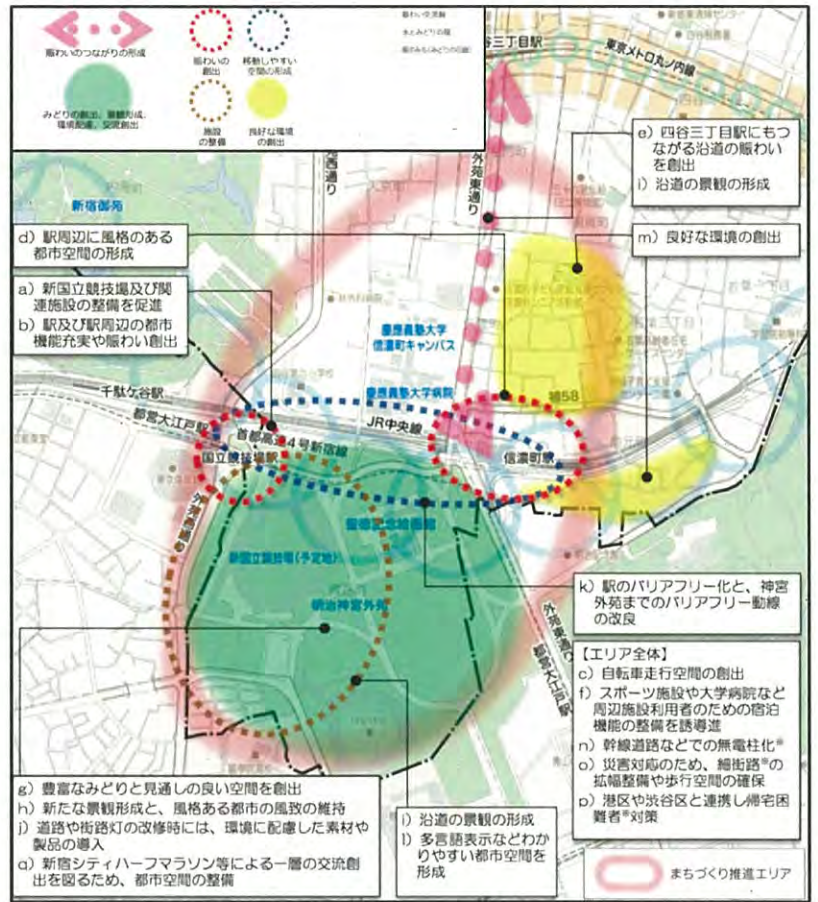 賑わいのつながりの形成
賑わいの
創出
移動しやすい
空間の形成
みどりの創出、景観形成、
環境配慮、交流創出
施設
の整備
良好な環境
の創出
谷三丁目駅
東京メトロ丸ノ内線
外苑西通り
外苑東通り
新宿御苑
e) 四谷三丁目駅にもつ
ながる沿道の賑わい
を創出
i) 沿道の景観の形成
d) 駅周辺に風格のある
都市空間の形成
m) 良好な環境の創出
a) 新国立競技場及び関
連施設の整備を促進
b) 駅及び駅周辺の都市
機能充実や賑わい創出
慶應義塾大学
信濃町キャンパス
慶應義塾大学病院
補58
千駄ケ谷駅
都営大江戸線
首都高速4号新宿線
JR中央線
国立競技場駅
信濃町駅
外苑西通り
聖徳記念絵画館
新国立競技場(予定地)
明治神宮外苑
外苑東通り
都営大江戸線
k) 駅のバリアフリー化と、神宮
外苑までのバリアフリー動線
の改良
【エリア全体】
c) 自転車走行空間の創出
f) スポーツ施設や大学病院など
周辺施設利用者のための宿泊
機能の整備を誘導進
n) 幹線道路などでの無電柱化※
o) 災害対応のため、細街路※の
拡幅整備や歩行空間の確保
p) 港区や渋谷区と連携し帰宅困
難者※対策
g) 豊富なみどりと見通しの良い空間を創出
h) 新たな景観形成と、風格ある都市の風致の維持
j) 道路や街路灯の改修時には、環境に配慮した素材や
製品の導入
q) 新宿シティハーフマラソン等による一層の交流創
出を図るため、都市空間の整備
i) 沿道の景観の形成
l) 多言語表示などわか
りやすい都市空間を
形成
まちづくり推進エリア